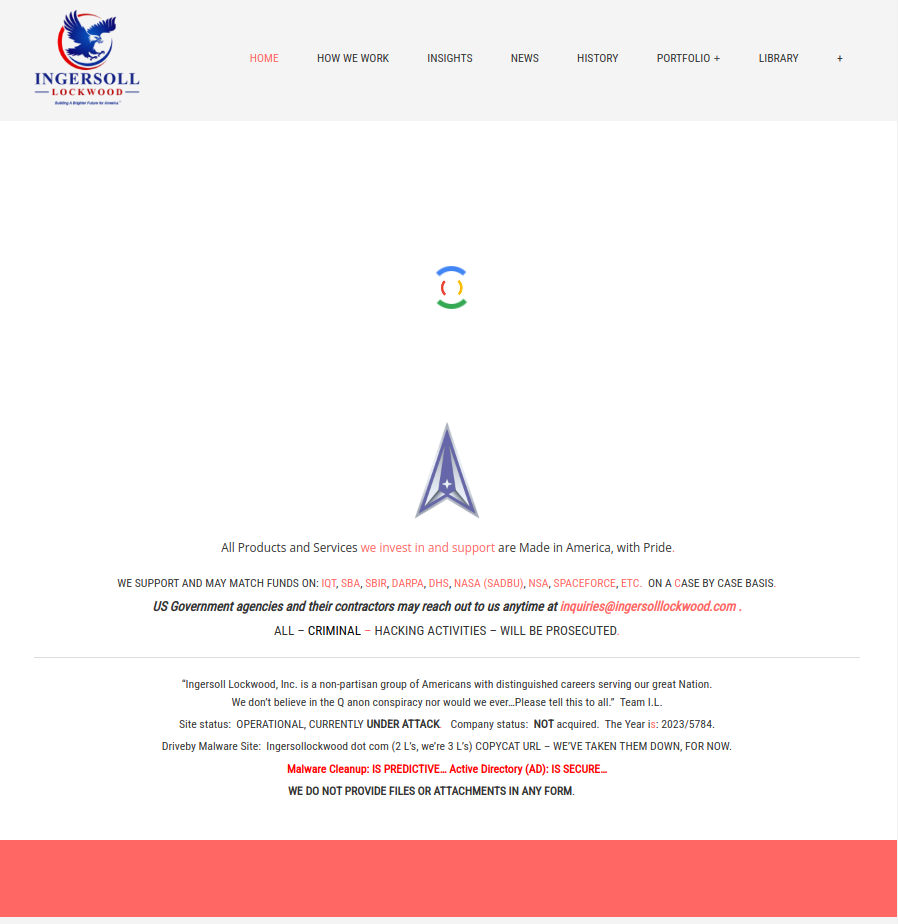 INGERSOLL
LOCKWOOD
Building A Brighter Future for America™
HOME HOW WE WORK INSIGHTS NEWS HISTORY PORTFOLIO + LIBRARY +
All Products and Services we invest in and support are Made in America, with Pride.
WE SUPPORT AND MAY MATCH FUNDS ON: IQT, SBA, SBIR, DARPA, DHS, NASA (SADBU), NSA, SPACEFORCE, ETC.  ON A CASE BY CASE BASIS.
US Government agencies and their contractors may reach out to us anytime at inquiries@ingersolllockwood.com .
ALL – CRIMINAL – HACKING ACTIVITIES – WILL BE PROSECUTED.
“Ingersoll Lockwood, Inc. is a non-partisan group of Americans with distinguished careers serving our great Nation.
We don’t believe in the Q anon conspiracy nor would we ever…Please tell this to all.”  Team I.L.
Site status:  OPERATIONAL, CURRENTLY UNDER ATTACK.   Company status:  NOT acquired.  The Year is: 2023/5784.
Driveby Malware Site:  Ingersollockwood dot com (2 L’s, we’re 3 L’s) COPYCAT URL – WE’VE TAKEN THEM DOWN, FOR NOW.
Malware Cleanup: IS PREDICTIVE… Active Directory (AD): IS SECURE…
WE DO NOT PROVIDE FILES OR ATTACHMENTS IN ANY FORM.